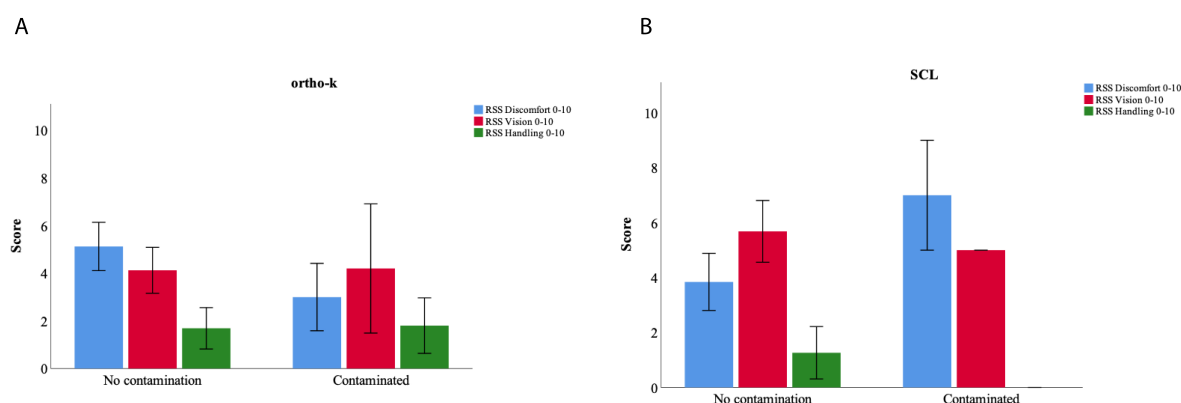 A
ortho-k
RSS Discomfort 0-10
RSS Vision 0-10
RSS Handling 0-10
10
8
6
4
2
0
Score
No contamination Contaminated
B
SCL
RSS Discomfort 0-10
RSS Vision 0-10
RSS Handling 0-10
10
8
6
4
2
0
Score
No contamination Contaminated